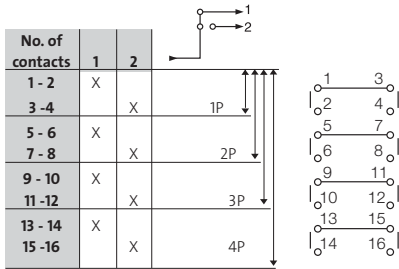 1
2
No. of
contacts 1 2
1 - 2 X
3 -4 X 1P
5 - 6 X
7 - 8 X 2P
9 - 10 X
11 -12 X 3P
13 - 14 X
15 -16 X 4P
1 3
2 4
5 7
6 8
9 11
10 12
13 15
14 16